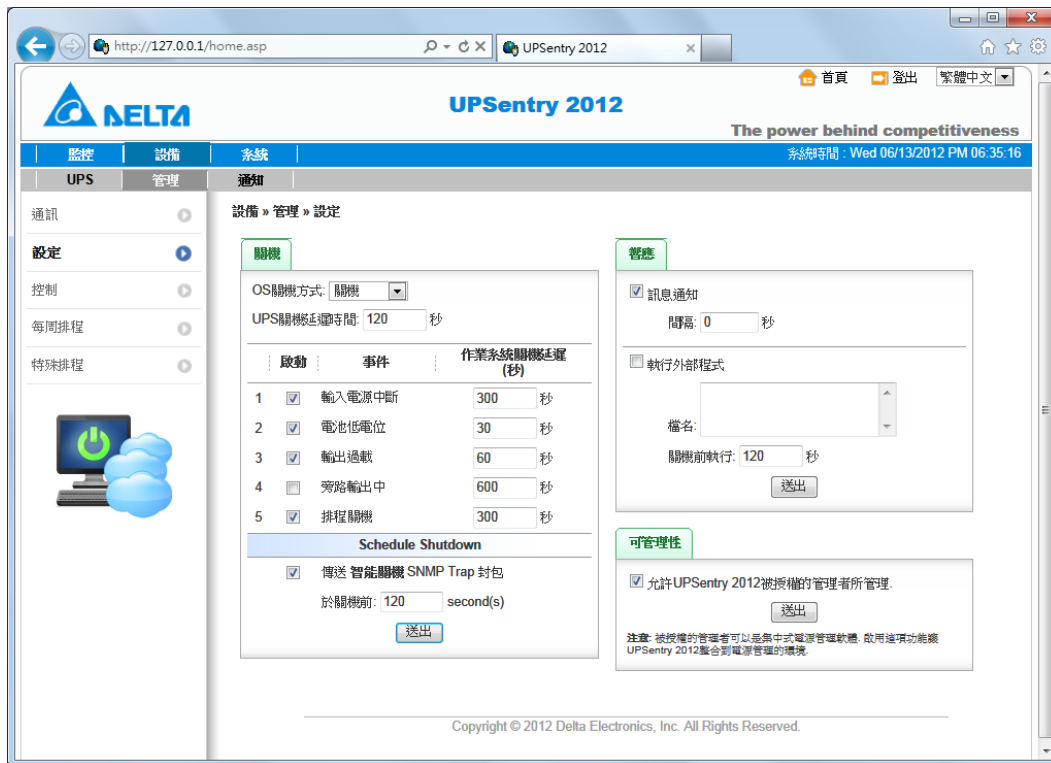 http://127.0.0.1/home.asp
UPSentry 2012
首頁 登出 繁體中文
DELTA
UPSentry 2012
The power behind competitiveness
監控 設備 系統
系統時間 : Wed 06/13/2012 PM 06:35:16
UPS 管理 通知
通訊
設定
控制
每周排程
特殊排程
設備 » 管理 » 設定
關機
OS關機方式: 關機
UPS關機延遲時間: 120 秒
啟動 事件 作業系統關機延遲
(秒)
1 輸入電源中斷 300 秒
2 電池低電位 30 秒
3 輸出過載 60 秒
4 旁路輸出中 600 秒
5 排程關機 300 秒
Schedule Shutdown
傳送 智能關機 SNMP Trap 封包
於關機前: 120 second(s)
送出
響應
訊息通知
間隔: 0 秒
執行外部程式
檔名:
關機前執行: 120 秒
送出
可管理性
允許UPSentry 2012被授權的管理者所管理.
送出
注意: 被授權的管理者可以是集中式電源管理軟體. 啟用這項功能讓
UPSentry 2012整合到電源管理的環境.
Copyright © 2012 Delta Electronics, Inc. All Rights Reserved.